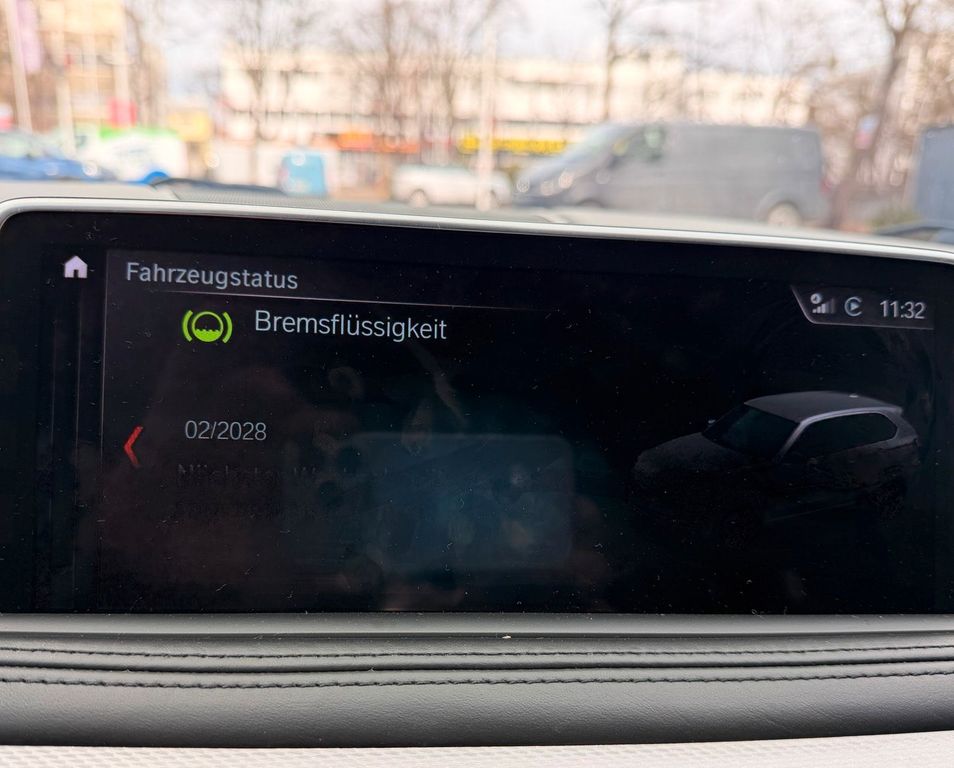 Fahrzeugstatus
11:32
Bremsflüssigkeit
02/2028